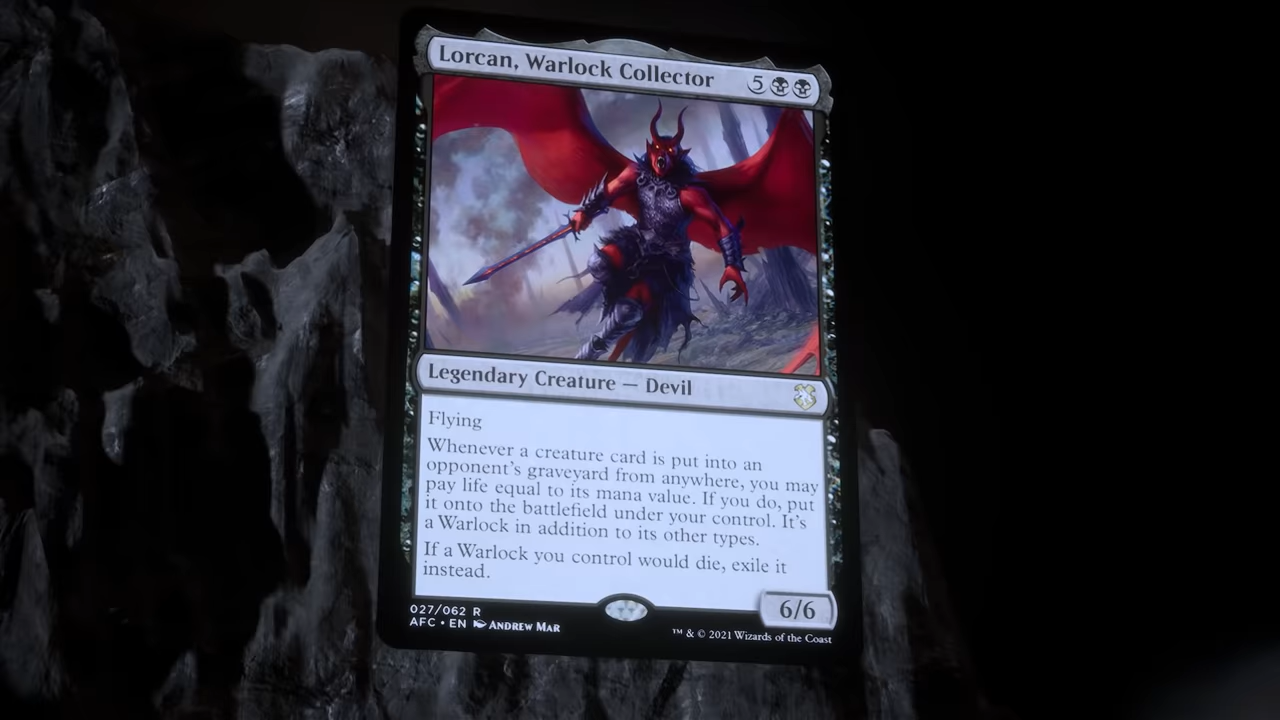 Lorcan, Warlock Collector 5
Legendary Creature — Devil
Flying
Whenever a creature card is put into an
opponent's graveyard from anywhere, you may
pay life equal to its mana value. If you do, put
it onto the battlefield under your control. It's
a Warlock in addition to its other types.
If a Warlock you control would die, exile it
instead.
6/6
027/062 R
AFC • EN Andrew Mar
™ & © 2021 Wizards of the Coast